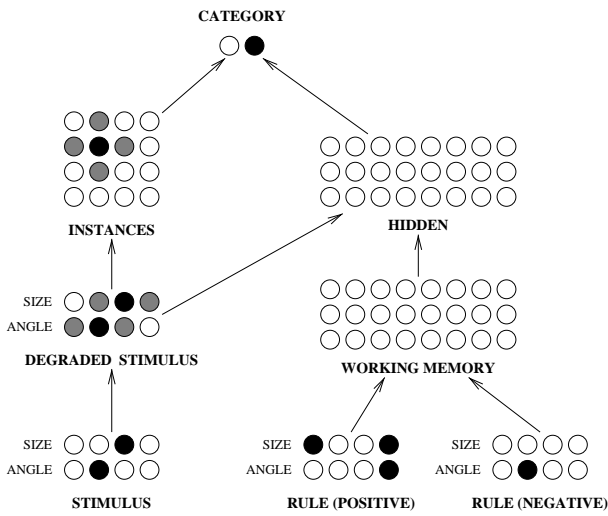 CATEGORY
INSTANCES
HIDDEN
SIZE
ANGLE
DEGRADED STIMULUS
WORKING MEMORY
SIZE
ANGLE
STIMULUS
SIZE
ANGLE
RULE (POSITIVE)
SIZE
ANGLE
RULE (NEGATIVE)